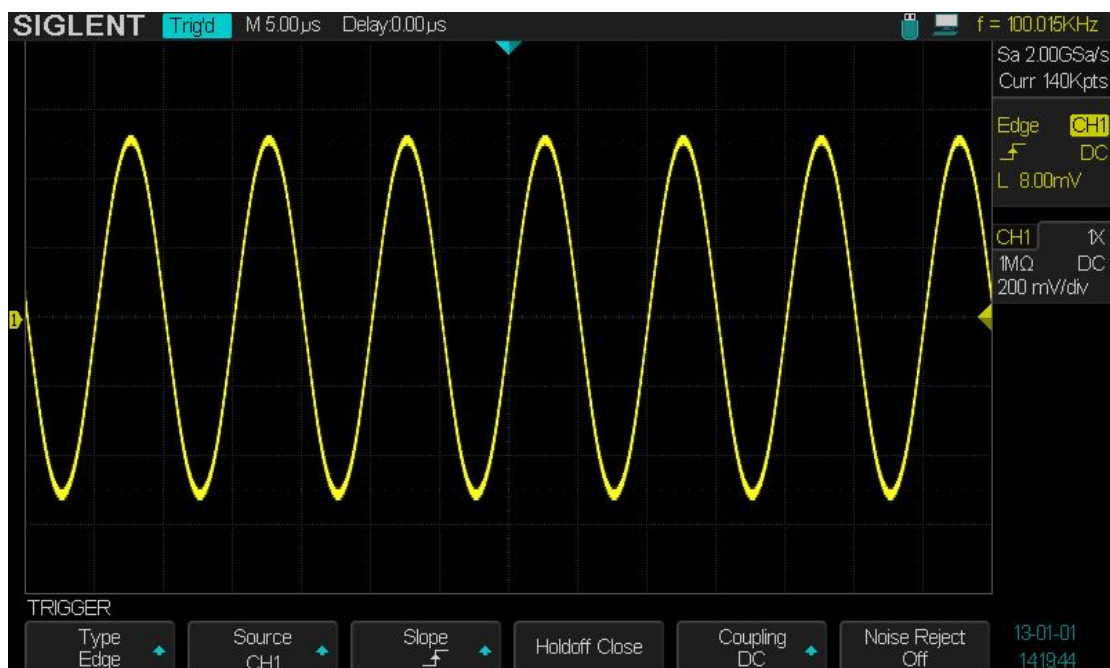 SIGLENT Trig'd M 5.00µs Delay:0.00µs f = 100.015KHz
Sa 2.00GSa/s
Curr 140Kpts
Edge CH1
DC
L 8.00mV
CH1 1X
1MΩ DC
200 mV/div
1
TRIGGER
Type Source Slope Holdoff Close Coupling Noise Reject
Edge CH1 DC Off
13-01-01
14:19:44